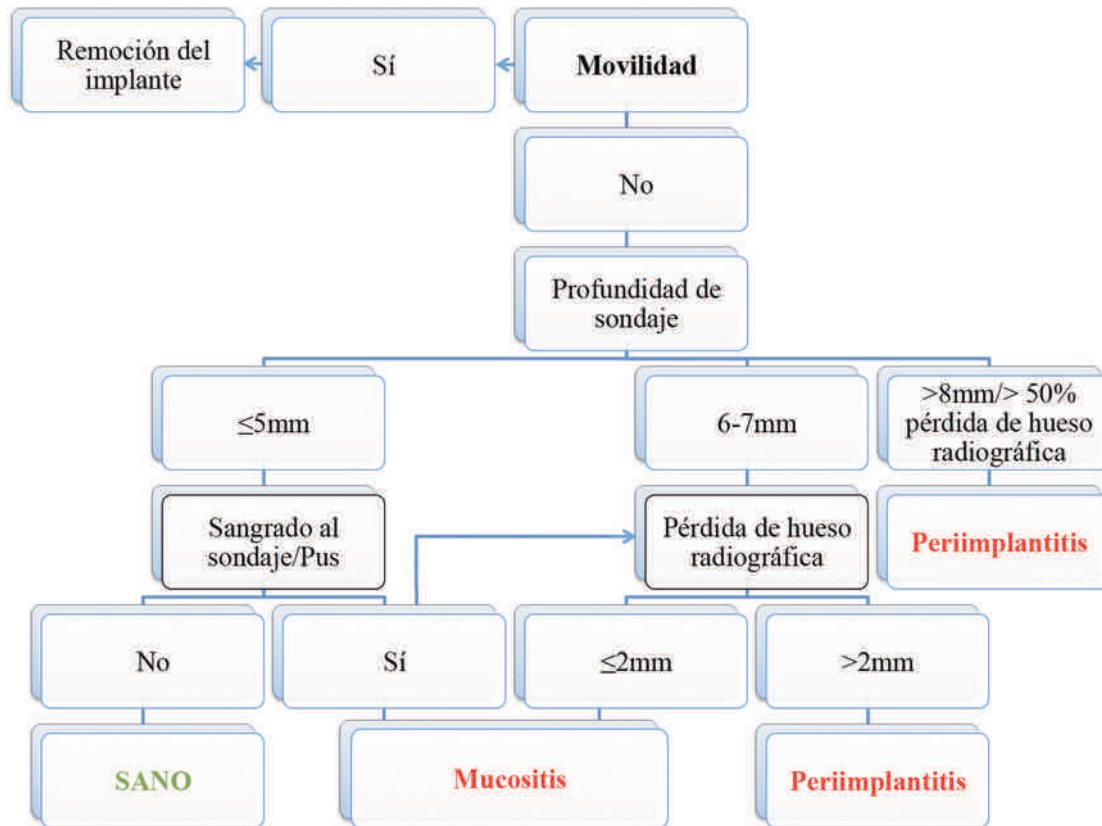 Remoción del
implante
Sí
Movilidad
No
Profundidad de
sondaje
≤5mm
6-7mm
>8mm/> 50%
pérdida de hueso
radiográfica
Sangrado al
sondaje/Pus
Pérdida de hueso
radiográfica
Periimplantitis
No
Sí
≤2mm
>2mm
SANO
Mucositis
Periimplantitis